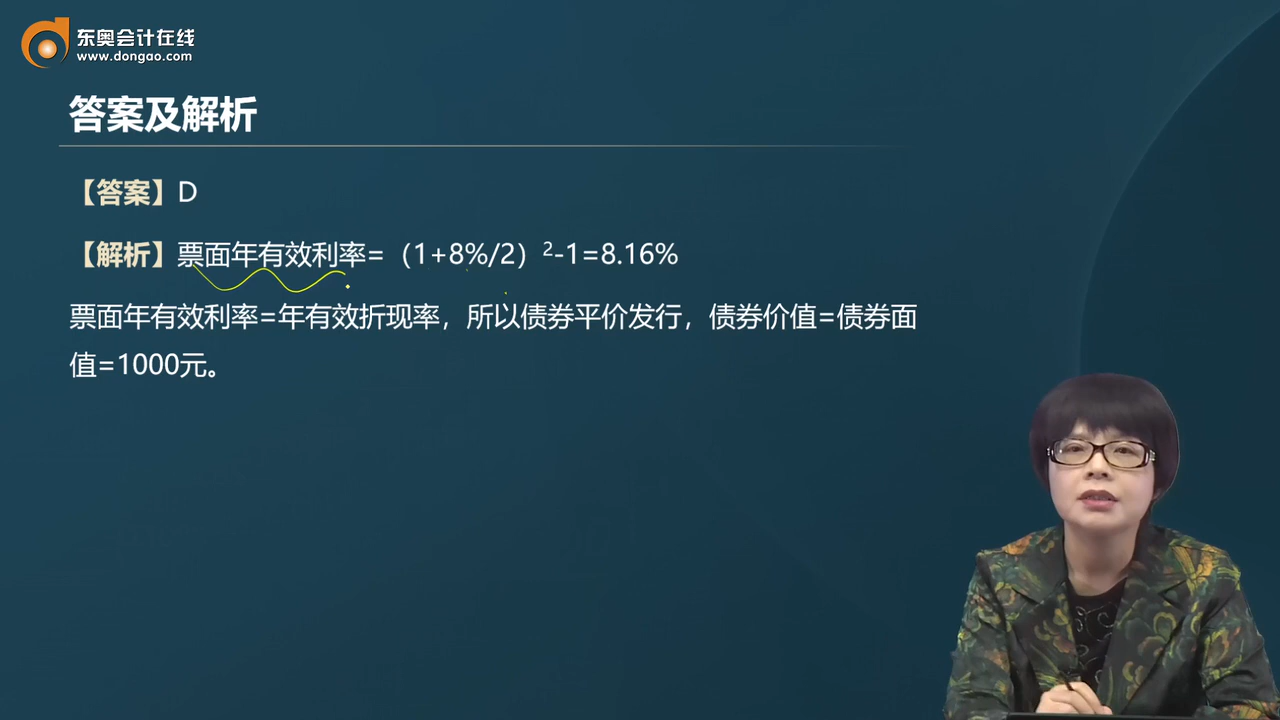 东奥会计在线
www.dongao.com
答案及解析
【答案】D
【解析】票面年有效利率=（1+8%/2）²-1=8.16%
票面年有效利率=年有效折现率，所以债券平价发行，债券价值=债券面
值=1000元。